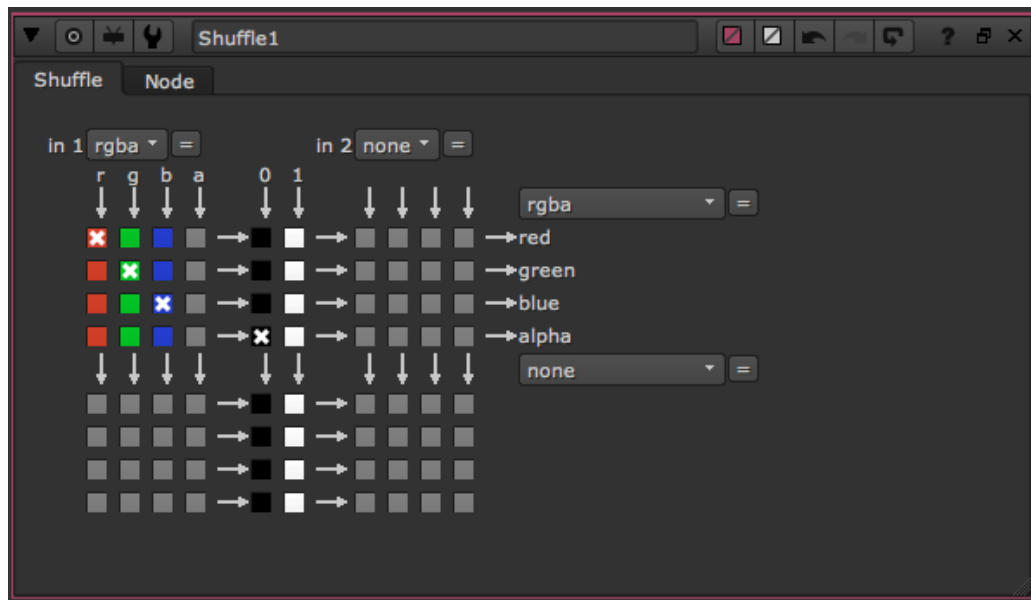 Shuffle1 ?
Shuffle Node
in 1 rgba = in 2 none =
r g b a 0 1
rgba =
red
green
blue
alpha
none =